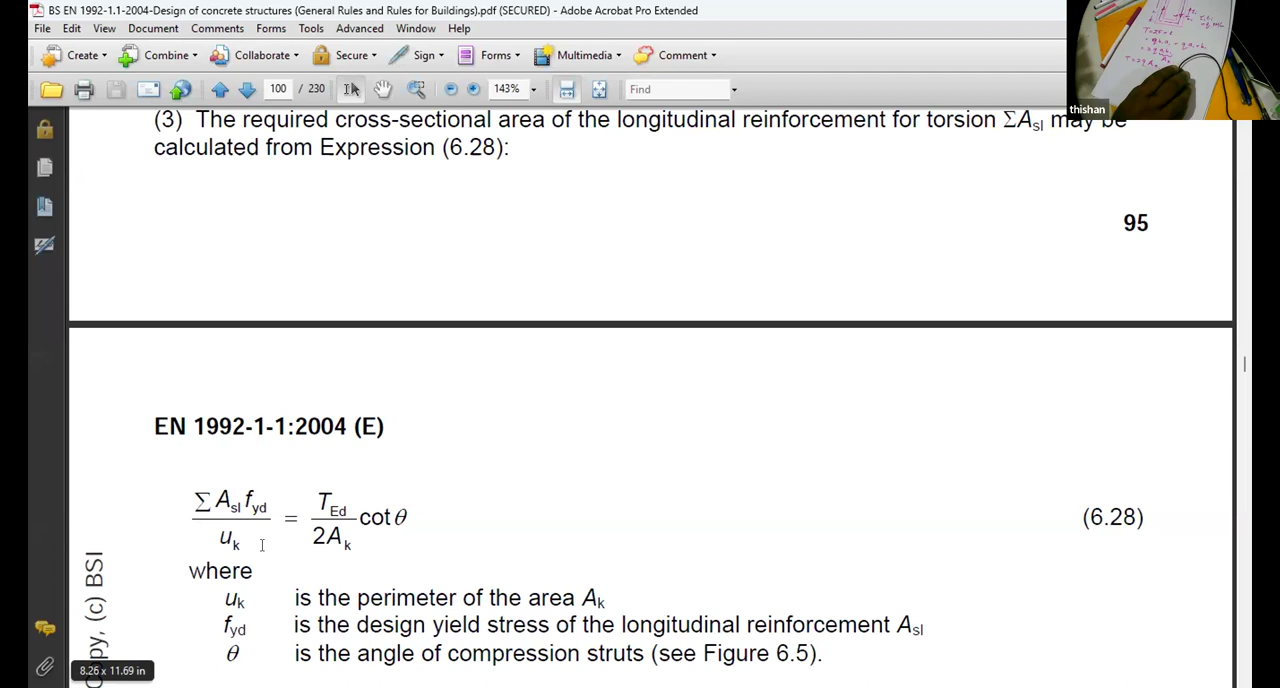 BS EN 1992-1.1-2004-Design of concrete structures (General Rules and Rules for Buildings).pdf (SECURED) - Adobe Acrobat Pro Extended
File Edit View Document Comments Forms Tools Advanced Window Help
Create Combine Collaborate Secure Sign Forms Multimedia Comment
100 / 230 143% Find
thishan
(3) The required cross-sectional area of the longitudinal reinforcement for torsion ΣAsl may be
calculated from Expression (6.28):
95
EN 1992-1-1:2004 (E)
ΣAsl fyd / uk = TEd / 2Ak cot θ (6.28)
where
uk is the perimeter of the area Ak
fyd is the design yield stress of the longitudinal reinforcement Asl
θ is the angle of compression struts (see Figure 6.5).
opy, (c) BSI
8.26 x 11.69 in